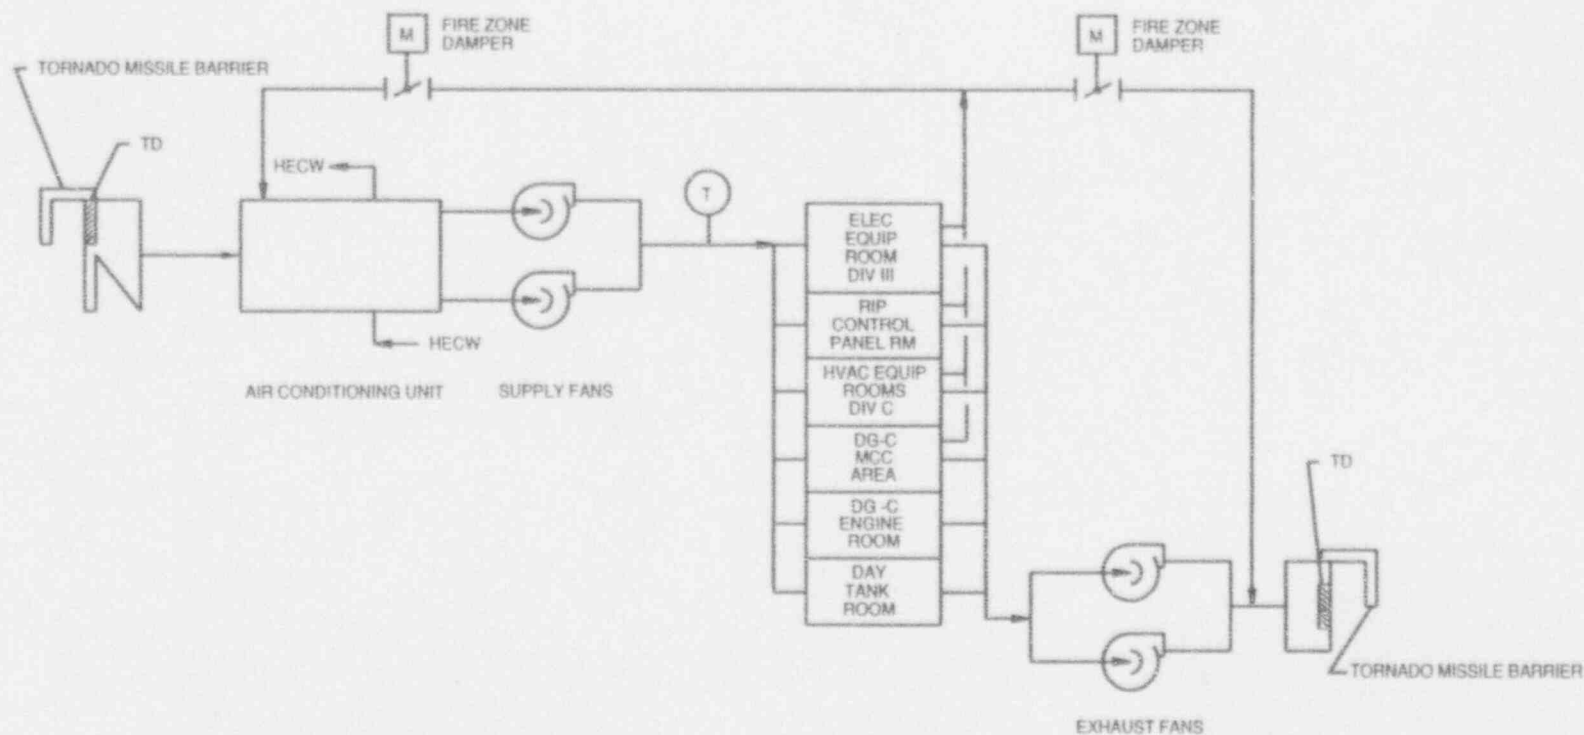 M
FIRE ZONE
DAMPER
M
FIRE ZONE
DAMPER
TORNADO MISSILE BARRIER
TD
HECW
T
HECW
AIR CONDITIONING UNIT
SUPPLY FANS
ELEC
EQUIP
ROOM
DIV III
RIP
CONTROL
PANEL RM
HVAC EQUIP
ROOMS
DIV C
DG-C
MCC
AREA
DG -C
ENGINE
ROOM
DAY
TANK
ROOM
TD
TORNADO MISSILE BARRIER
EXHAUST FANS